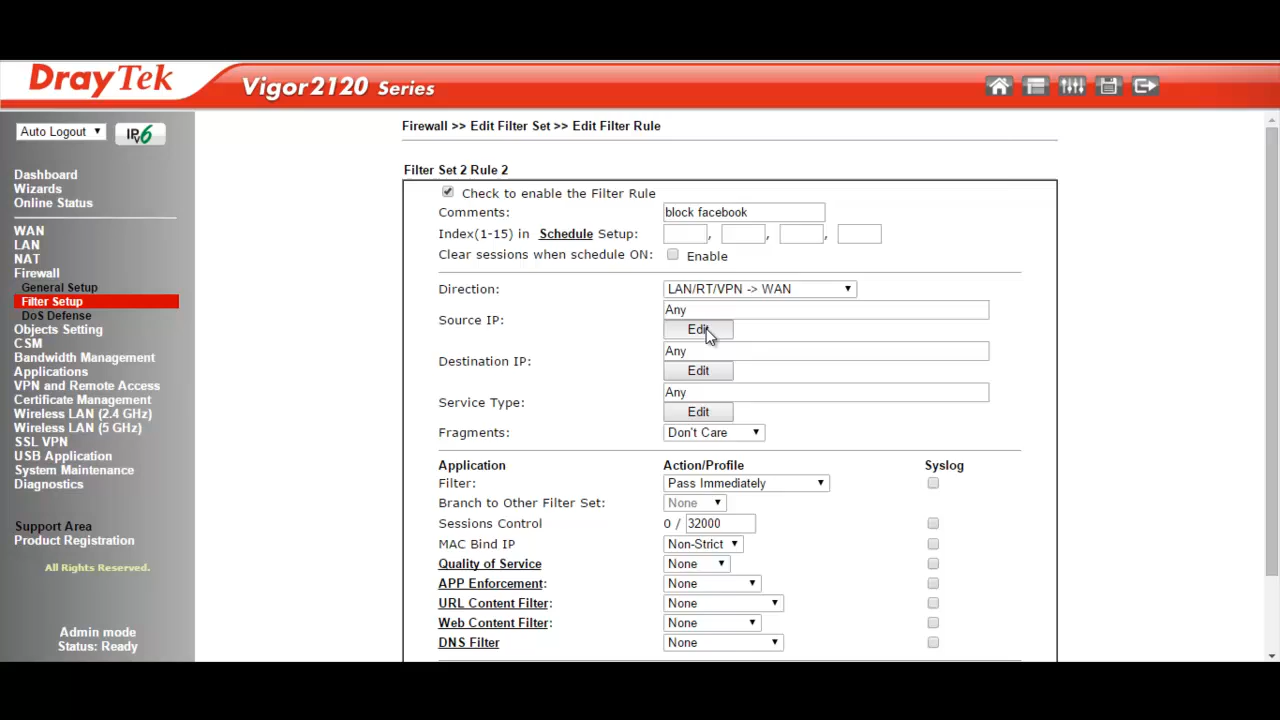 DrayTek
Vigor2120 Series
Auto Logout
IPv6
Dashboard
Wizards
Online Status
WAN
LAN
NAT
Firewall
General Setup
Filter Setup
DoS Defense
Objects Setting
CSM
Bandwidth Management
Applications
VPN and Remote Access
Certificate Management
Wireless LAN (2.4 GHz)
Wireless LAN (5 GHz)
SSL VPN
USB Application
System Maintenance
Diagnostics
Support Area
Product Registration
All Rights Reserved.
Admin mode
Status: Ready
Firewall >> Edit Filter Set >> Edit Filter Rule
Filter Set 2 Rule 2
Check to enable the Filter Rule
Comments: block facebook
Index(1-15) in Schedule Setup: , , ,
Clear sessions when schedule ON: Enable
Direction: LAN/RT/VPN -> WAN
Source IP: Any
Edit
Destination IP: Any
Edit
Service Type: Any
Edit
Fragments: Don't Care
Application Action/Profile Syslog
Filter: Pass Immediately
Branch to Other Filter Set: None
Sessions Control 0 / 32000
MAC Bind IP Non-Strict
Quality of Service None
APP Enforcement: None
URL Content Filter: None
Web Content Filter: None
DNS Filter None